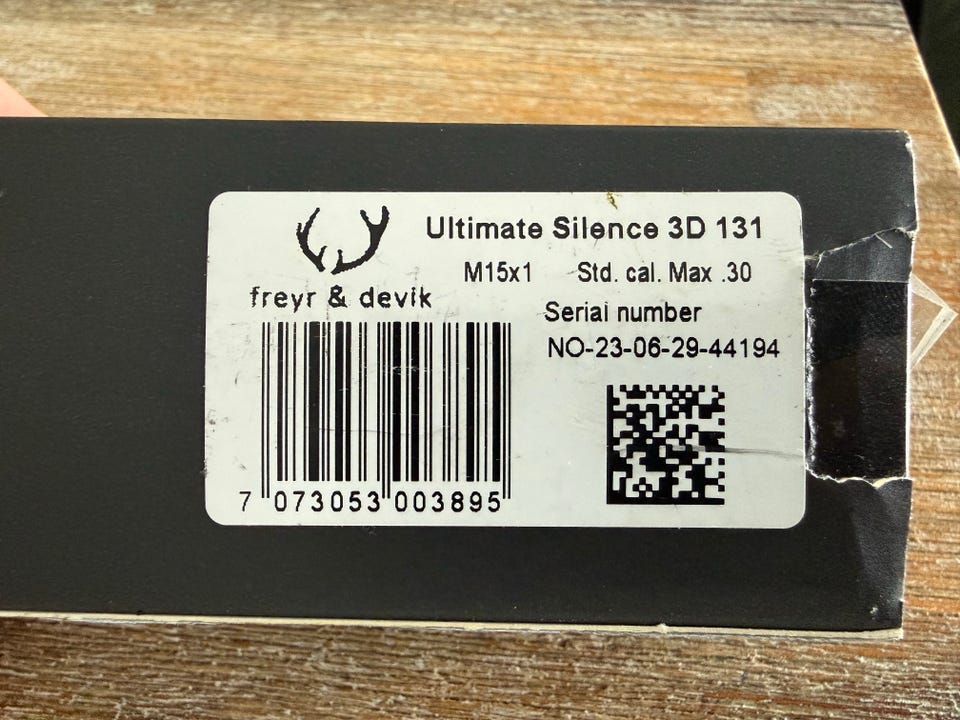 Ultimate Silence 3D 131
M15x1 Std. cal. Max .30
freyr & devik
Serial number
NO-23-06-29-44194
7 073053 003895